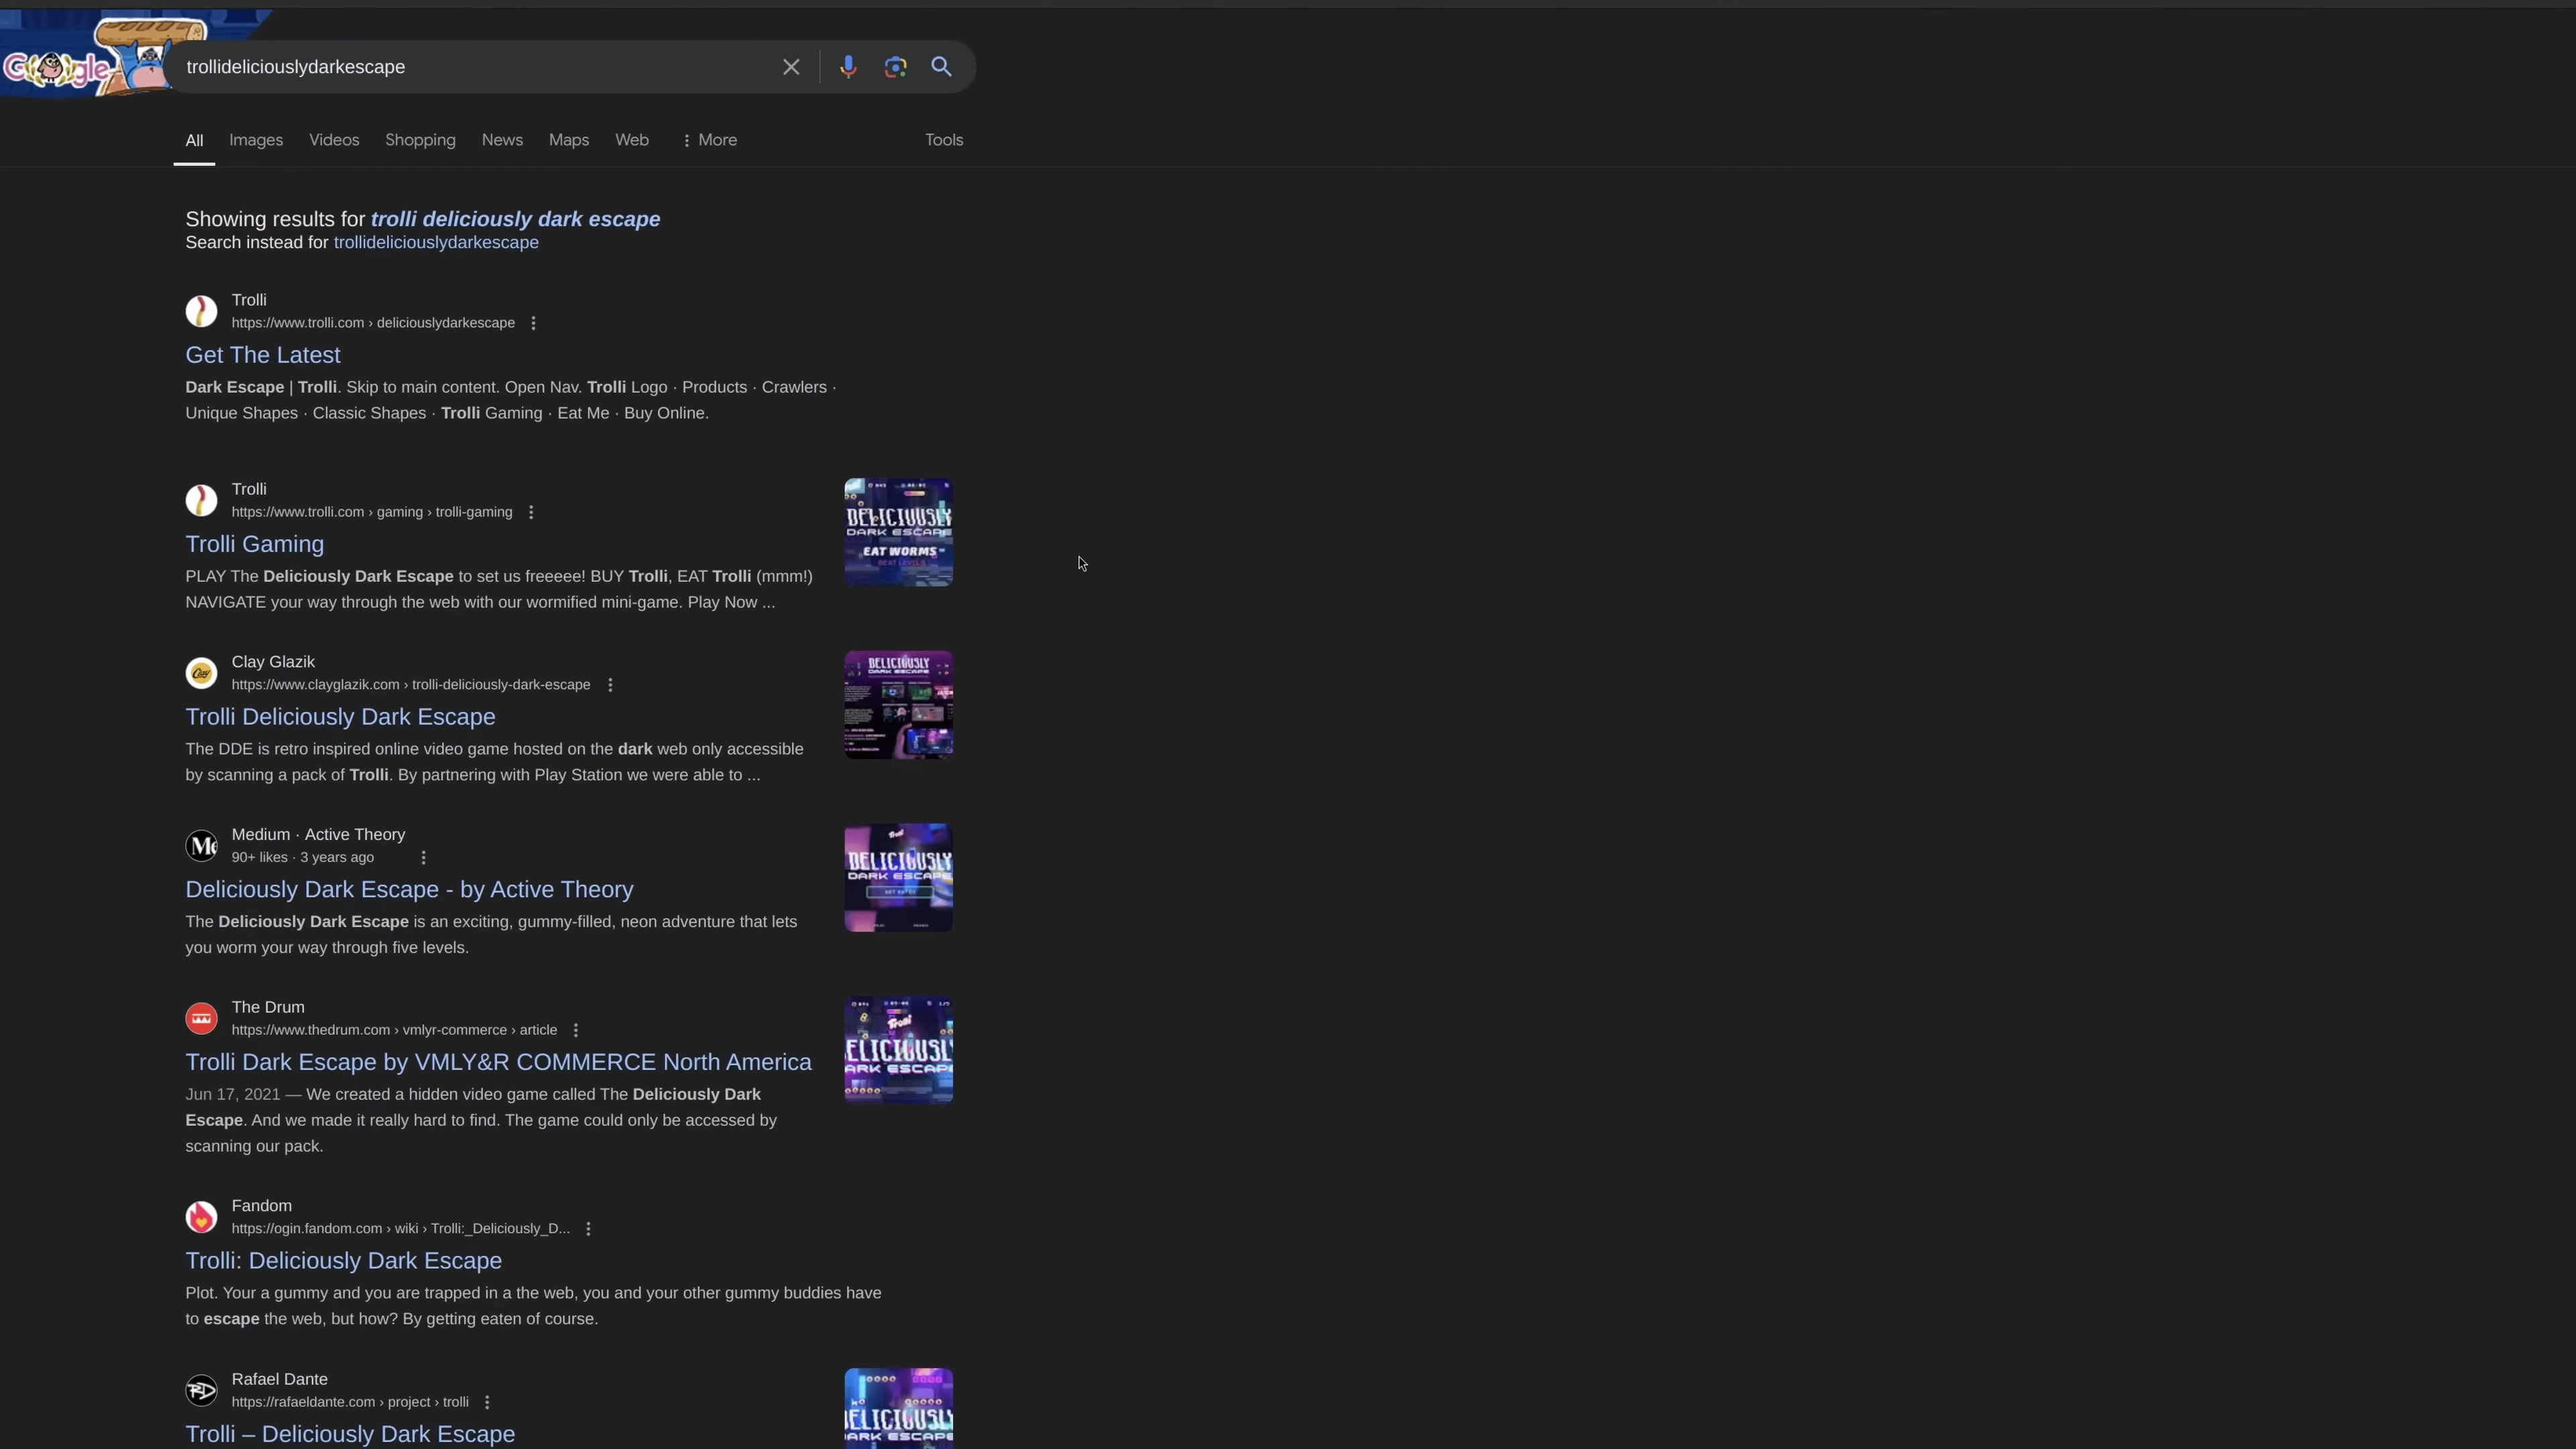 Google
trollideliciouslydarkescape
All Images Videos Shopping News Maps Web More Tools
Showing results for trolli deliciously dark escape
Search instead for trollideliciouslydarkescape
Trolli
https://www.trolli.com › deliciouslydarkescape
Get The Latest
Dark Escape | Trolli. Skip to main content. Open Nav. Trolli Logo · Products · Crawlers ·
Unique Shapes · Classic Shapes · Trolli Gaming · Eat Me · Buy Online.
Trolli
https://www.trolli.com › gaming › trolli-gaming
Trolli Gaming
PLAY The Deliciously Dark Escape to set us freeeee! BUY Trolli, EAT Trolli (mmm!)
NAVIGATE your way through the web with our wormified mini-game. Play Now ...
DELICIOUSLY
DARK ESCAPE
EAT WORMS
BEAT LEVELS
Clay Glazik
https://www.clayglazik.com › trolli-deliciously-dark-escape
Trolli Deliciously Dark Escape
The DDE is retro inspired online video game hosted on the dark web only accessible
by scanning a pack of Trolli. By partnering with Play Station we were able to ...
DELICIOUSLY
DARK ESCAPE
Medium · Active Theory
90+ likes · 3 years ago
Deliciously Dark Escape - by Active Theory
The Deliciously Dark Escape is an exciting, gummy-filled, neon adventure that lets
you worm your way through five levels.
Trolli
DELICIOUSLY
DARK ESCAPE
The Drum
https://www.thedrum.com › vmlyr-commerce › article
Trolli Dark Escape by VMLY&R COMMERCE North America
Jun 17, 2021 — We created a hidden video game called The Deliciously Dark
Escape. And we made it really hard to find. The game could only be accessed by
scanning our pack.
Trolli
ELICIOUSL
ARK ESCAP
Fandom
https://ogin.fandom.com › wiki › Trolli:_Deliciously_D...
Trolli: Deliciously Dark Escape
Plot. Your a gummy and you are trapped in a the web, you and your other gummy buddies have
to escape the web, but how? By getting eaten of course.
Rafael Dante
https://rafaeldante.com › project › trolli
Trolli – Deliciously Dark Escape
ELICIOUSLY
ARK ESCAPE